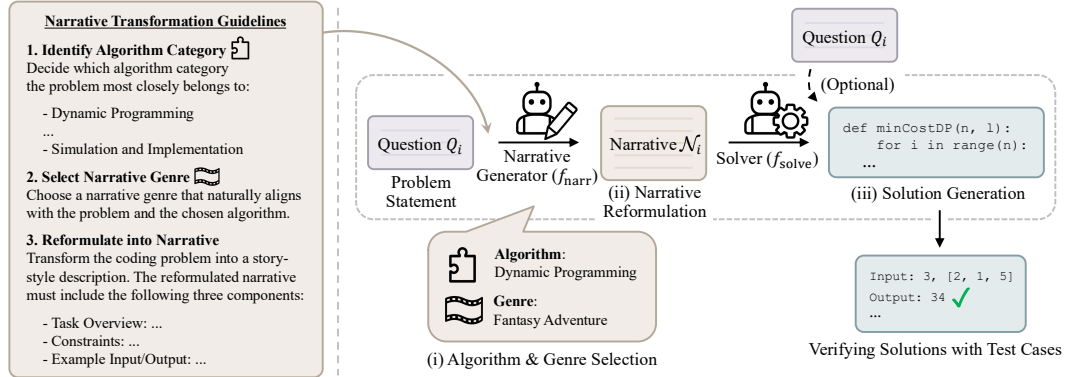 Narrative Transformation Guidelines
1. Identify Algorithm Category
Decide which algorithm category
the problem most closely belongs to:
- Dynamic Programming
...
- Simulation and Implementation
2. Select Narrative Genre
Choose a narrative genre that naturally aligns
with the problem and the chosen algorithm.
3. Reformulate into Narrative
Transform the coding problem into a story-
style description. The reformulated narrative
must include the following three components:
- Task Overview: ...
- Constraints: ...
- Example Input/Output: ...
Question Q_i
(Optional)
Question Q_i
Problem
Statement
Narrative
Generator (f_narr)
Narrative 𝒩_i
(ii) Narrative
Reformulation
Solver (f_solve)
def minCostDP(n, l):
for i in range(n):
...
(iii) Solution Generation
Algorithm:
Dynamic Programming
Genre:
Fantasy Adventure
(i) Algorithm & Genre Selection
Input: 3, [2, 1, 5]
Output: 34
...
Verifying Solutions with Test Cases